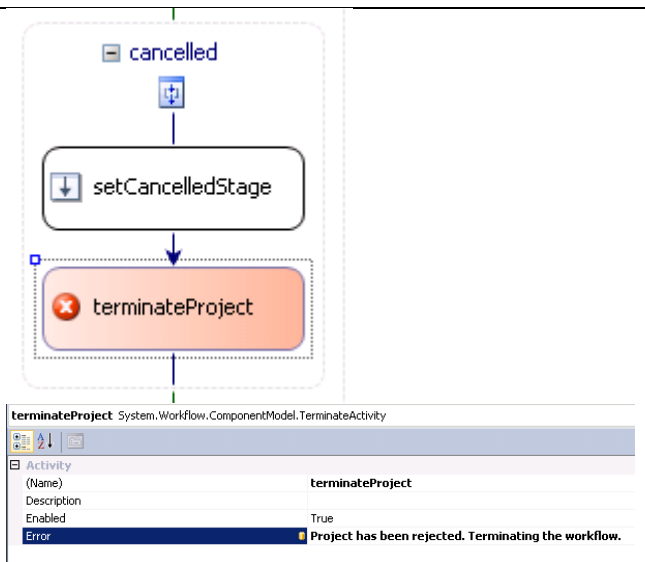 cancelled
setCancelledStage
terminateProject
terminateProject System.Workflow.ComponentModel.TerminateActivity
Activity
(Name) terminateProject
Description
Enabled True
Error Project has been rejected. Terminating the workflow.